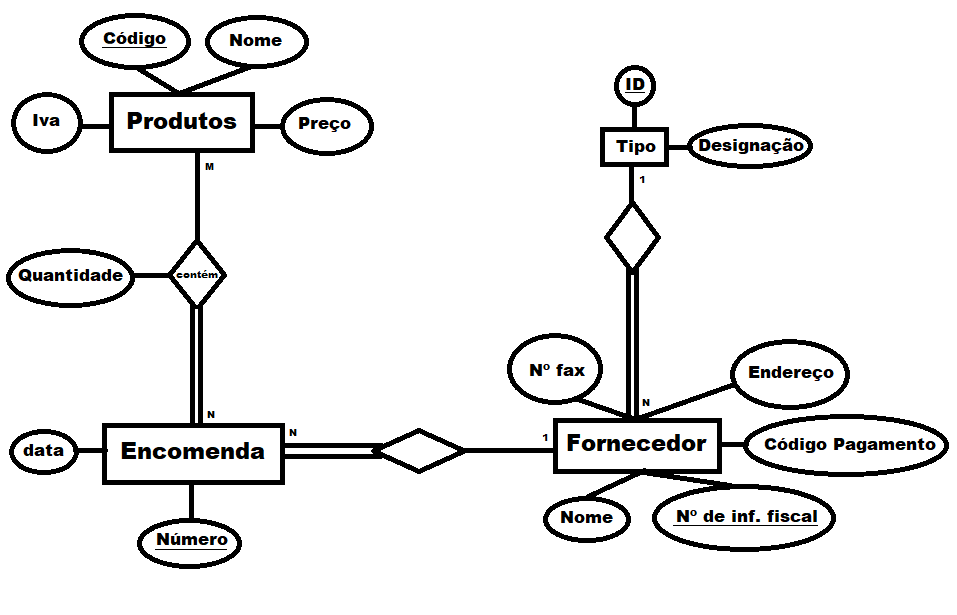 Código
Nome
Iva
Produtos
Preço
M
Quantidade
contém
N
data
Encomenda
Número
N
1
ID
Tipo
Designação
1
Nº fax
N
Endereço
Fornecedor
Código Pagamento
Nome
Nº de inf. fiscal